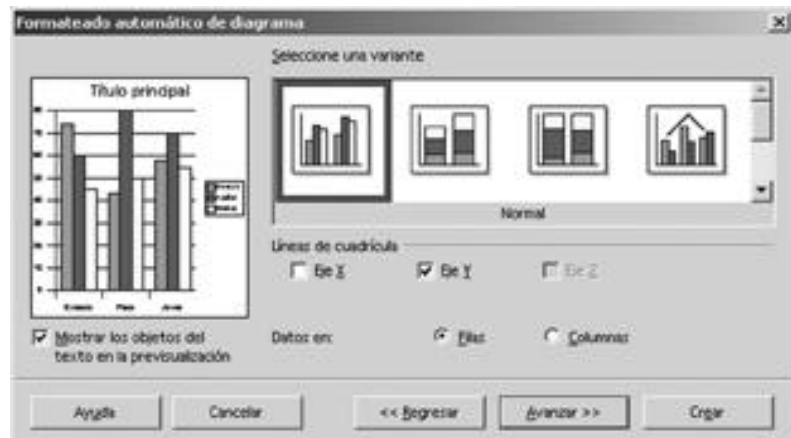 Formateado automático de diagrama
Seleccione una variante
Título principal
Normal
Líneas de cuadrícula
Eje X
Eje Y
Eje Z
Mostrar los objetos del
texto en la previsualización
Datos en:
Filas
Columnas
Ayuda
Cancelar
<< Regresar
Avanzar >>
Crear